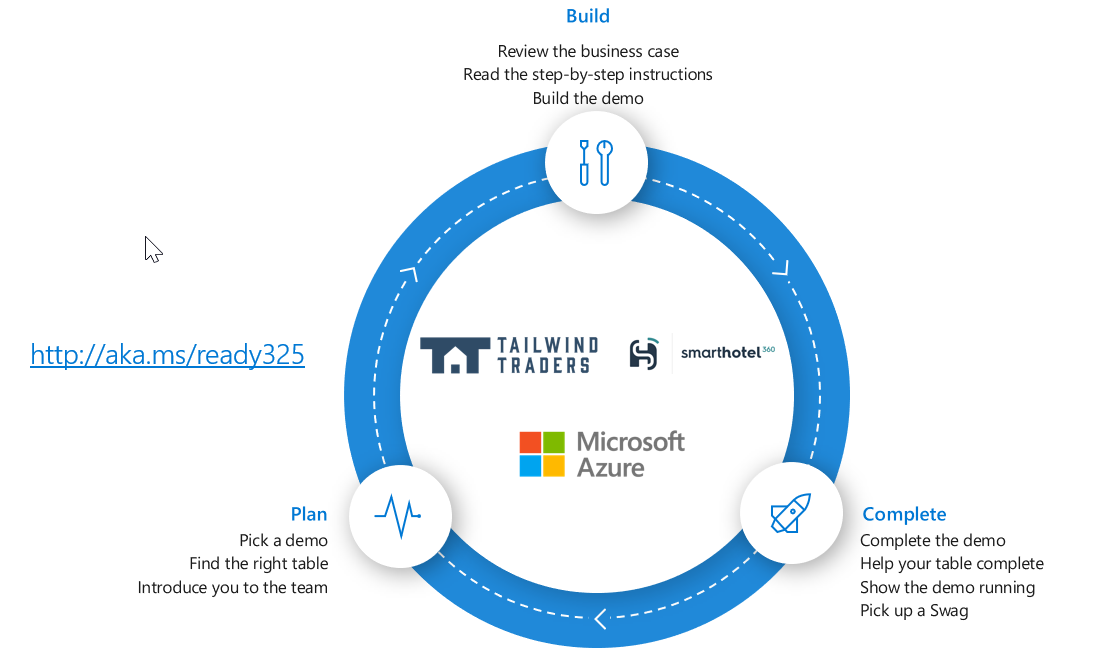 Build
Review the business case
Read the step-by-step instructions
Build the demo
http://aka.ms/ready325
TAILWIND
TRADERS
smarthotel360
Microsoft
Azure
Plan
Pick a demo
Find the right table
Introduce you to the team
Complete
Complete the demo
Help your table complete
Show the demo running
Pick up a Swag